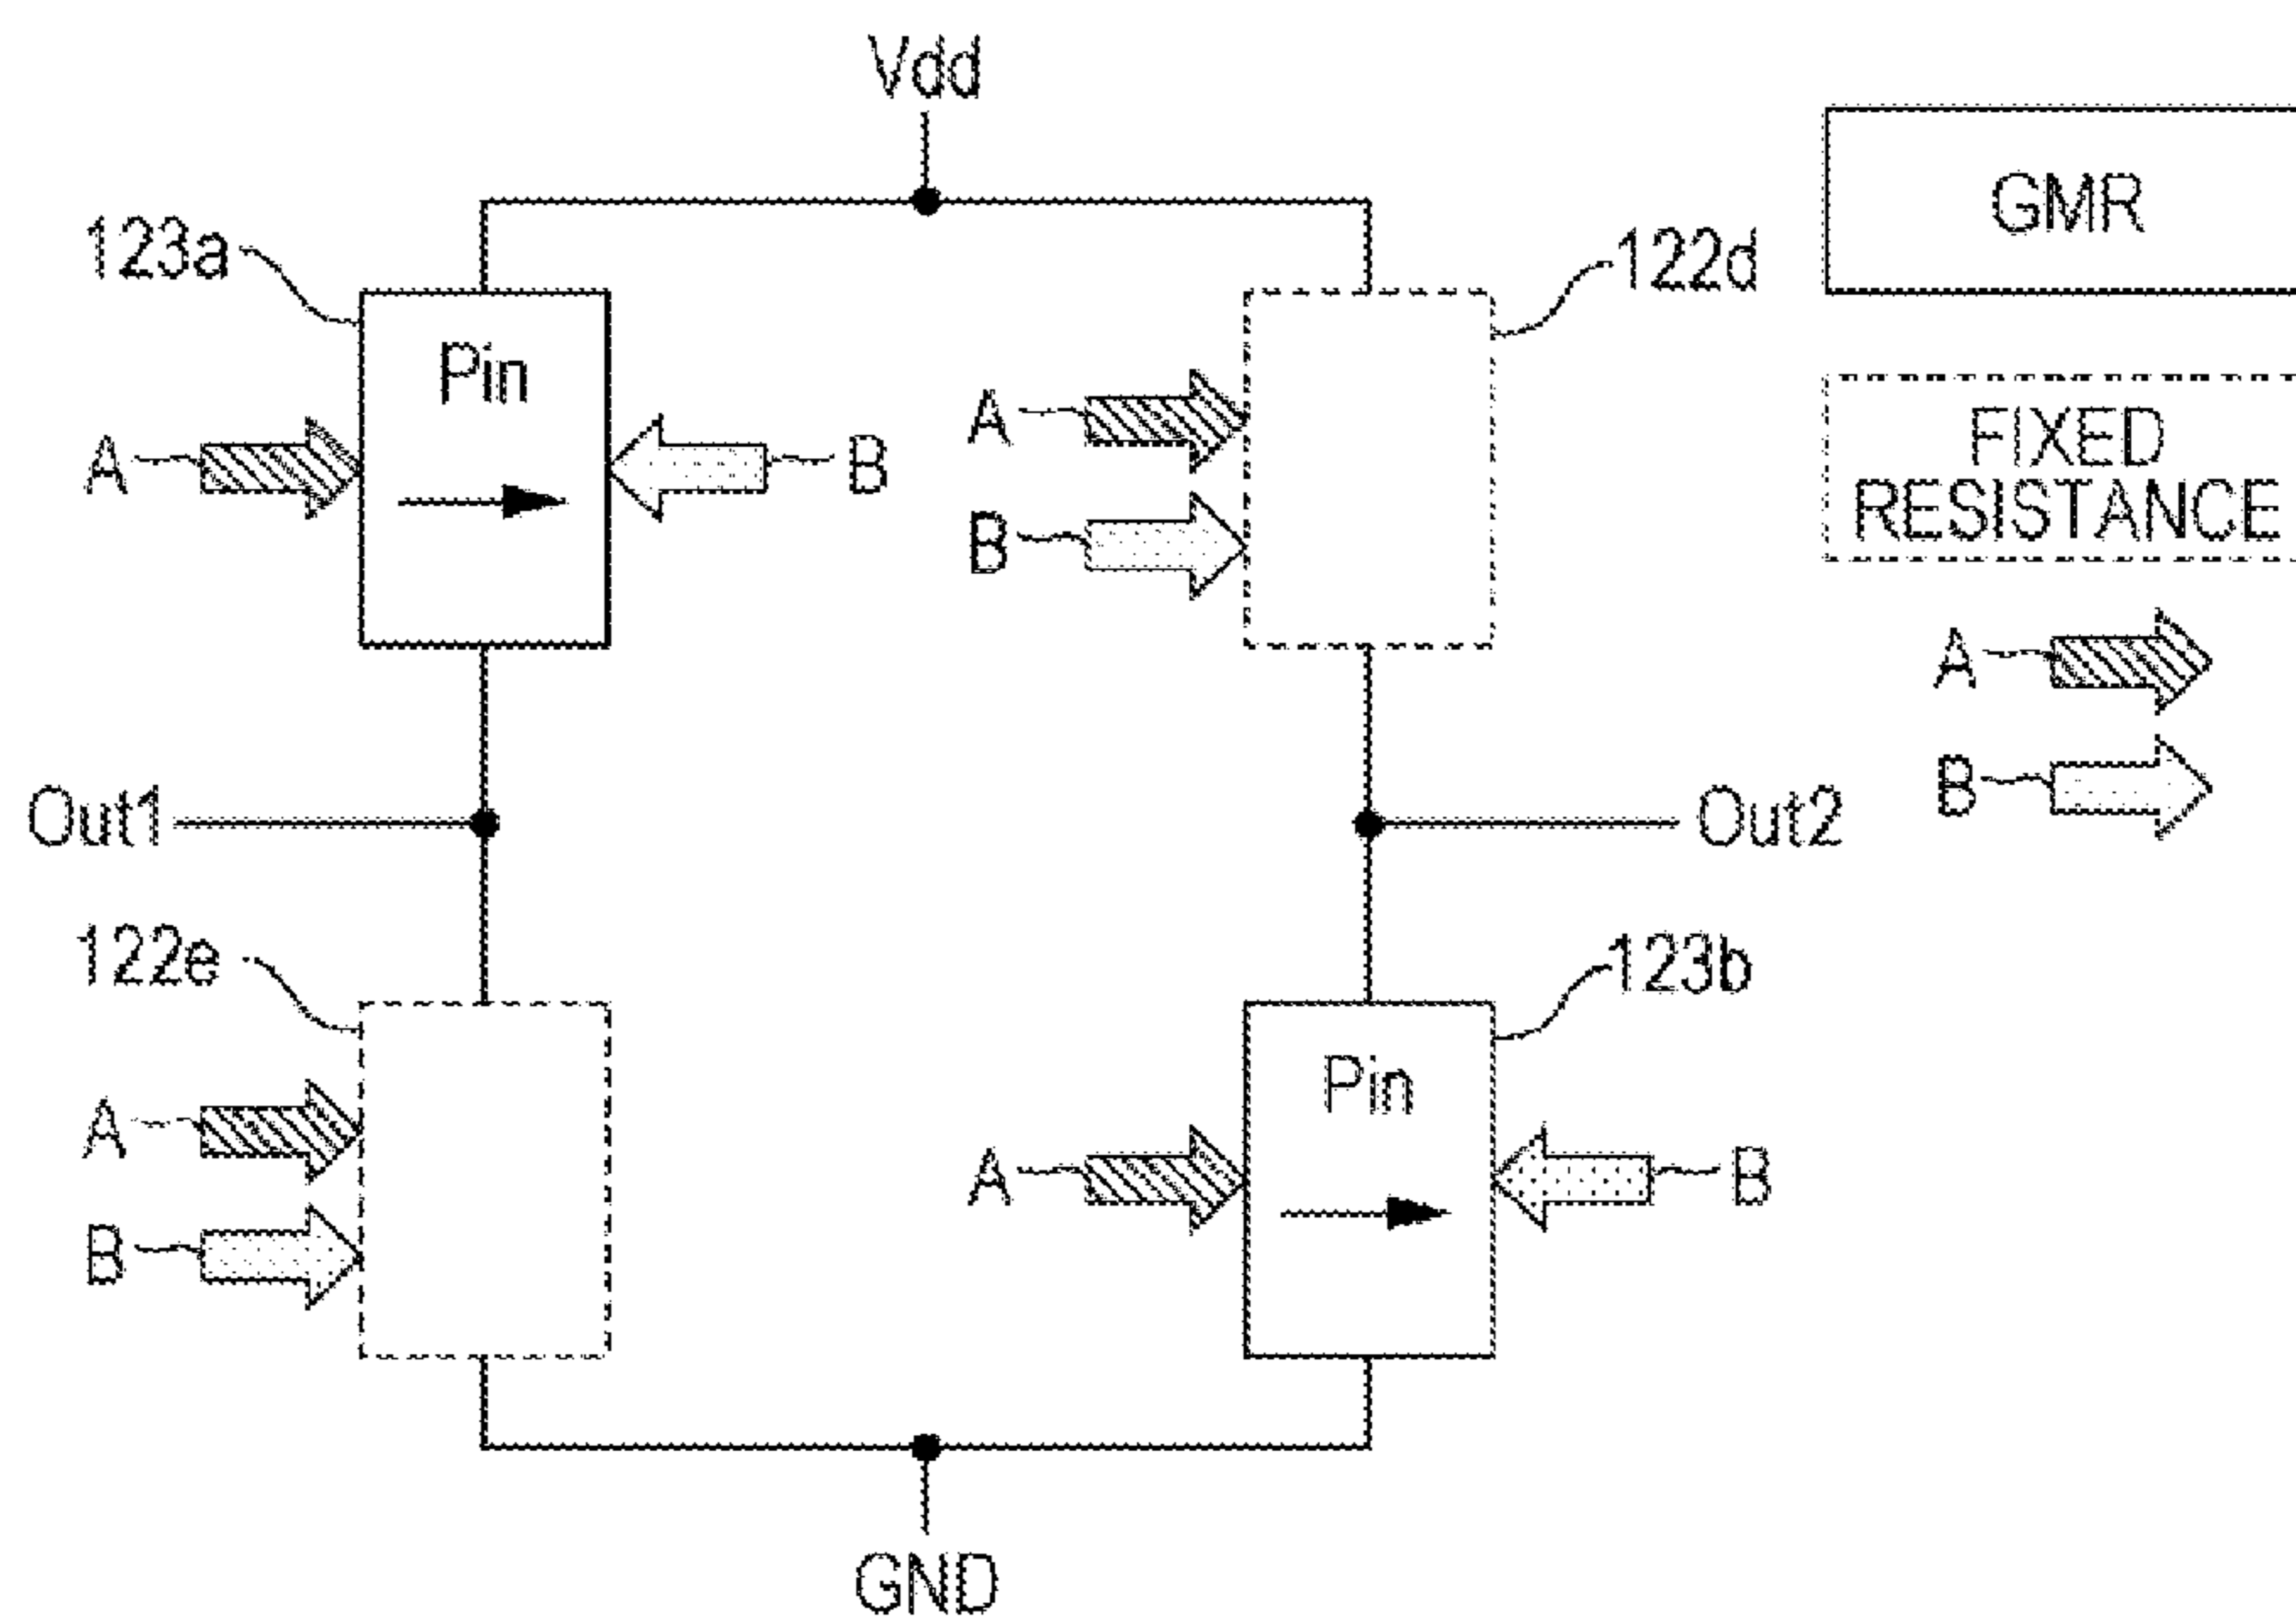 Vdd
123a
122d
GMR
Pin
A
B
A
B
FIXED
RESISTANCE
A
B
Out1
Out2
122e
123b
A
B
Pin
A
B
GND